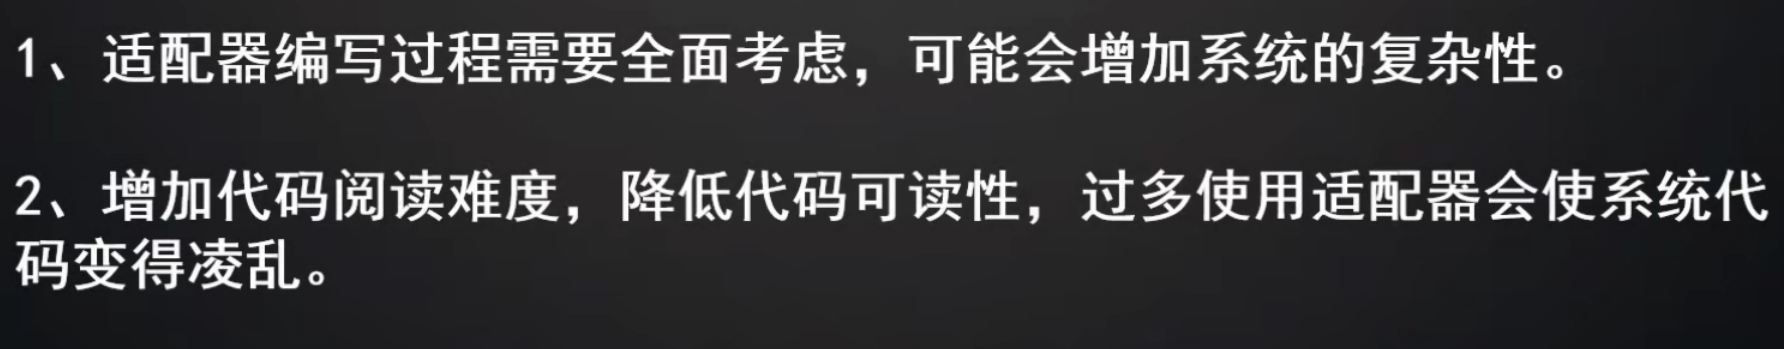 1、适配器编写过程需要全面考虑，可能会增加系统的复杂性。
2、增加代码阅读难度，降低代码可读性，过多使用适配器会使系统代
码变得凌乱。